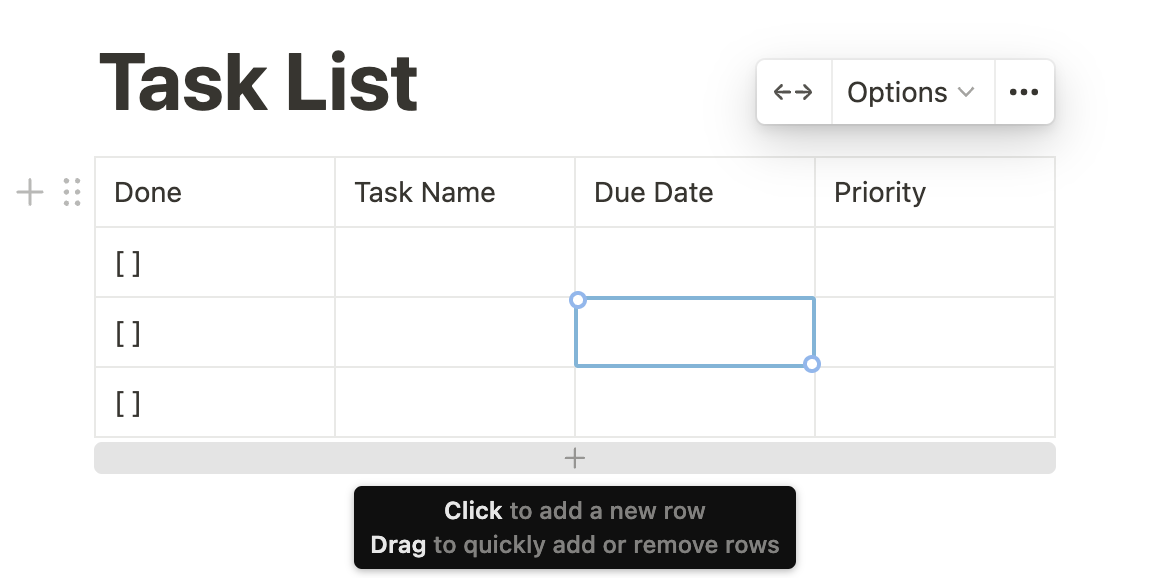 Task List
Options
Done Task Name Due Date Priority
[ ]
[ ]
[ ]
Click to add a new row
Drag to quickly add or remove rows